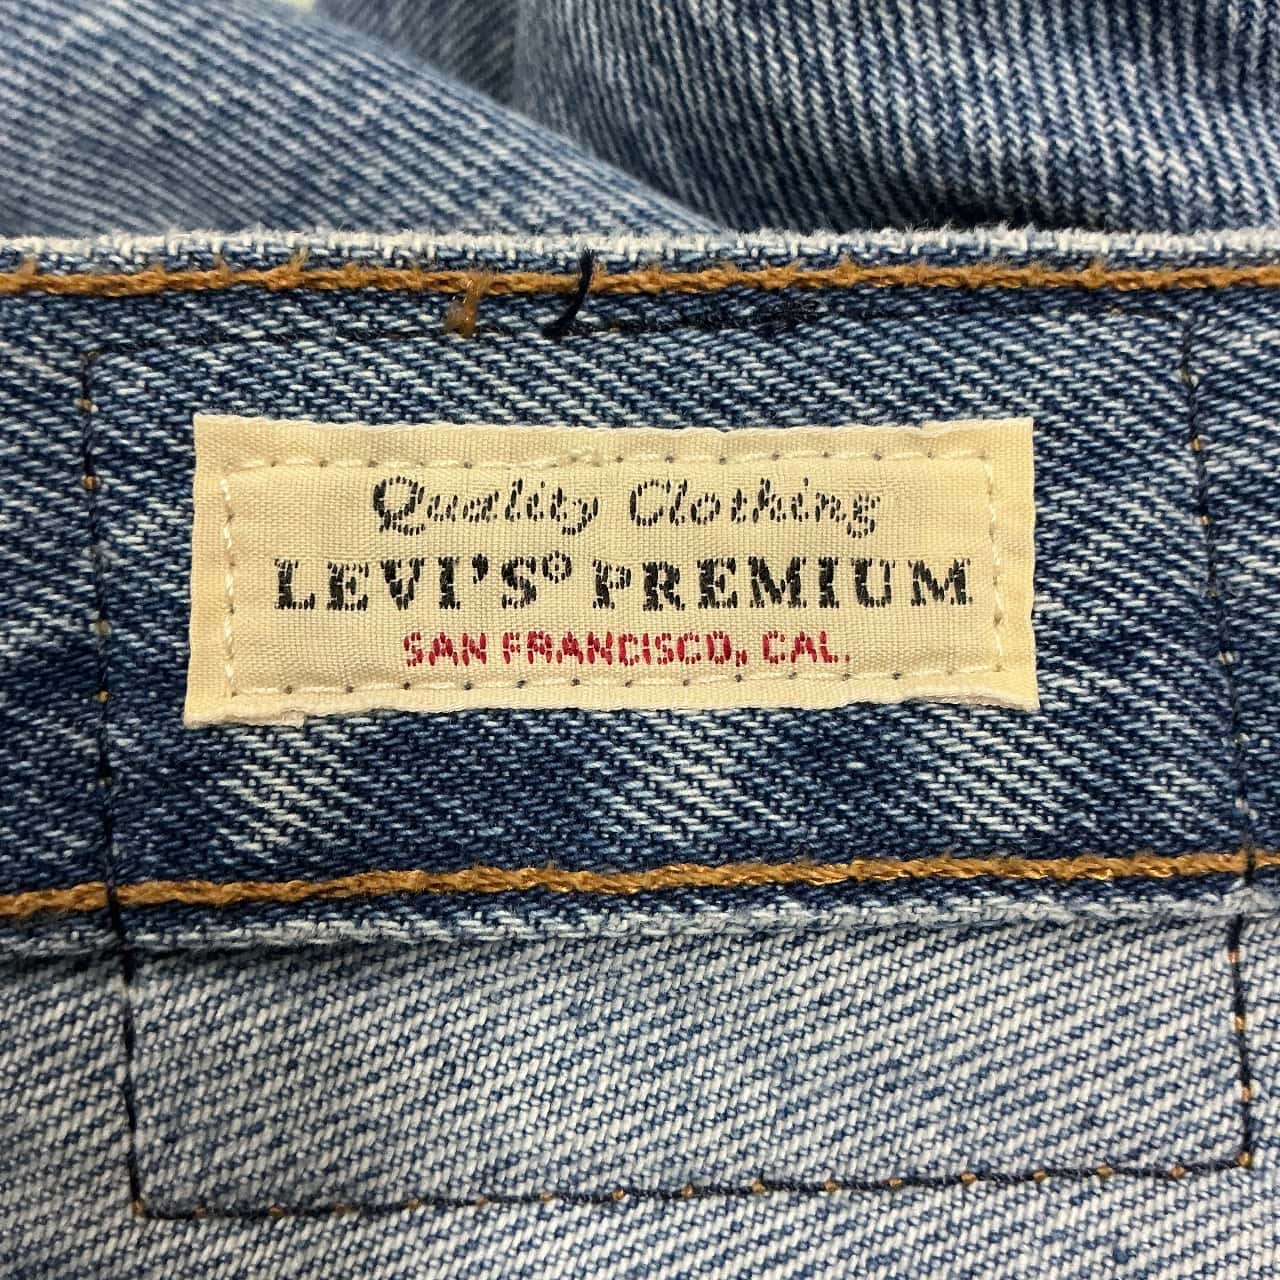 Quality Clothing
LEVI'S® PREMIUM
SAN FRANCISCO, CAL.